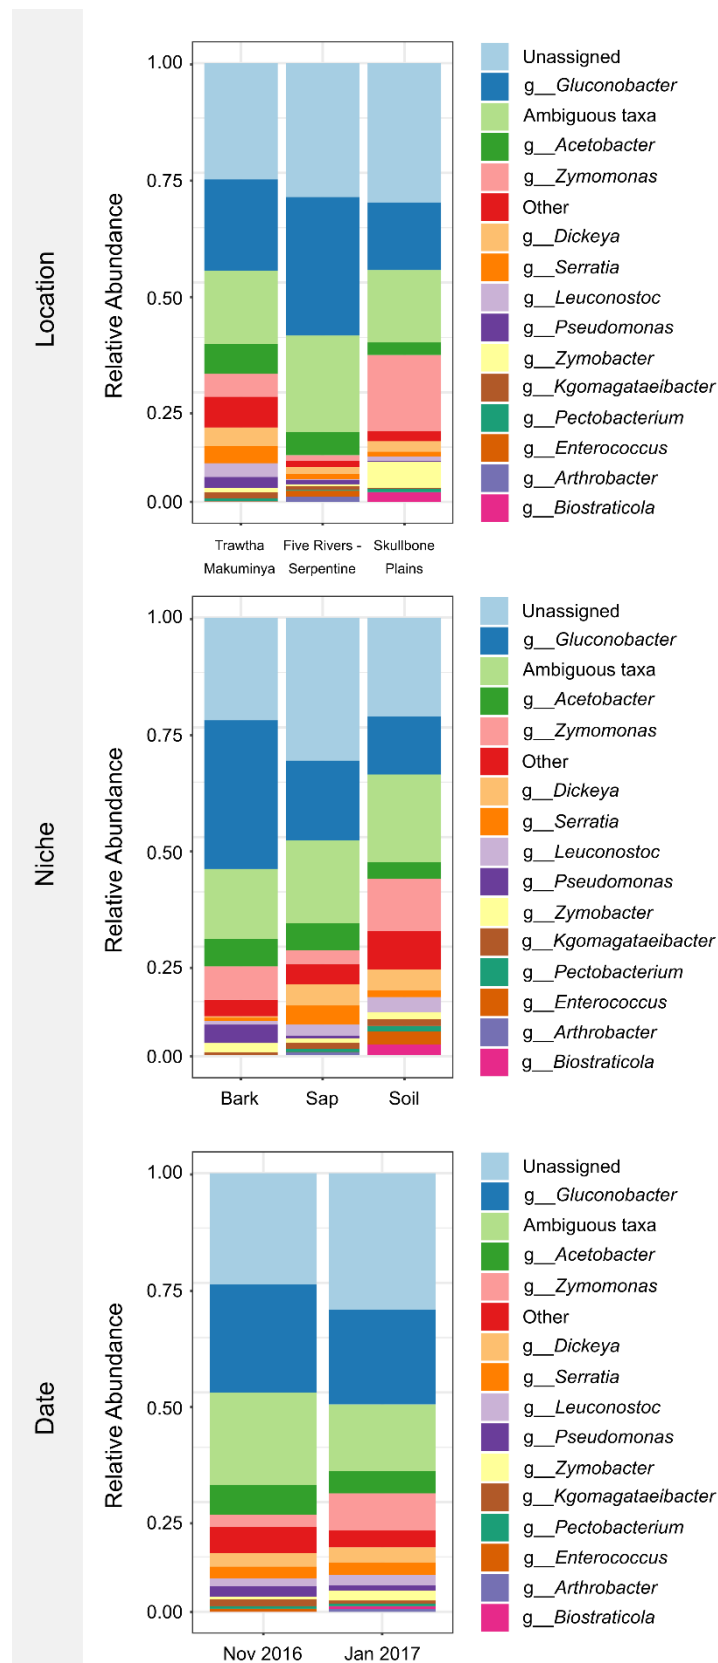 Location
Relative Abundance
1.00
0.75
0.50
0.25
0.00
Trawtha Makuminya
Five Rivers - Serpentine
Skullbone Plains
Unassigned
g__Gluconobacter
Ambiguous taxa
g__Acetobacter
g__Zymomonas
Other
g__Dickeya
g__Serratia
g__Leuconostoc
g__Pseudomonas
g__Zymobacter
g__Kgomagataeibacter
g__Pectobacterium
g__Enterococcus
g__Arthrobacter
g__Biostraticola
Niche
Relative Abundance
1.00
0.75
0.50
0.25
0.00
Bark
Sap
Soil
Unassigned
g__Gluconobacter
Ambiguous taxa
g__Acetobacter
g__Zymomonas
Other
g__Dickeya
g__Serratia
g__Leuconostoc
g__Pseudomonas
g__Zymobacter
g__Kgomagataeibacter
g__Pectobacterium
g__Enterococcus
g__Arthrobacter
g__Biostraticola
Date
Relative Abundance
1.00
0.75
0.50
0.25
0.00
Nov 2016
Jan 2017
Unassigned
g__Gluconobacter
Ambiguous taxa
g__Acetobacter
g__Zymomonas
Other
g__Dickeya
g__Serratia
g__Leuconostoc
g__Pseudomonas
g__Zymobacter
g__Kgomagataeibacter
g__Pectobacterium
g__Enterococcus
g__Arthrobacter
g__Biostraticola